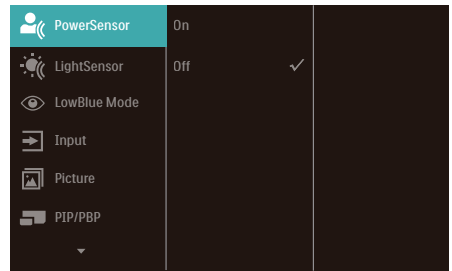 PowerSensor
On
LightSensor
Off
LowBlue Mode
Input
Picture
PIP/PBP